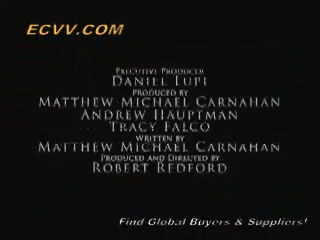 ECVV.COM
EXECUTIVE PRODUCER
DANIEL LUPI
PRODUCED BY
MATTHEW MICHAEL CARNAHAN
ANDREW HAUPTMAN
TRACY FALCO
WRITTEN BY
MATTHEW MICHAEL CARNAHAN
PRODUCED AND DIRECTED BY
ROBERT REDFORD
Find Global Buyers & Suppliers!